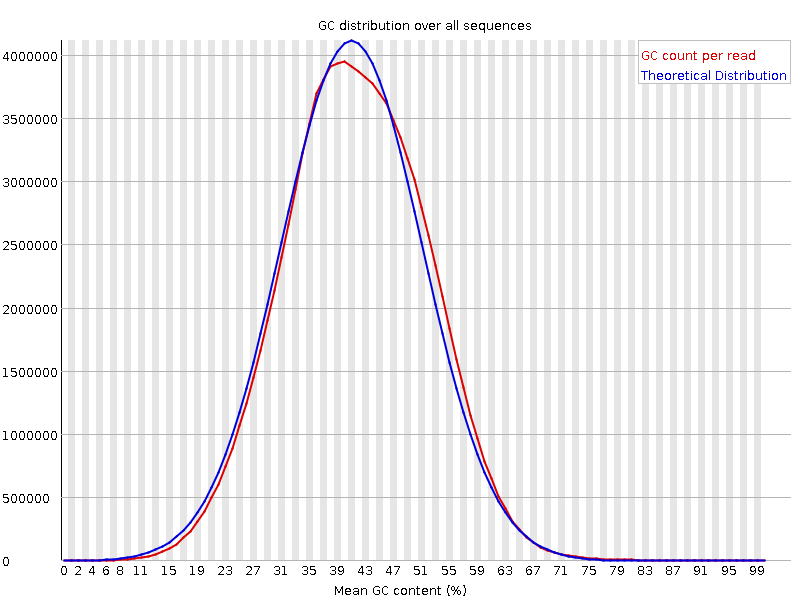 GC distribution over all sequences
GC count per read
Theoretical Distribution
4000000
3500000
3000000
2500000
2000000
1500000
1000000
500000
0
0 2 4 6 8 11 15 19 23 27 31 35 39 43 47 51 55 59 63 67 71 75 79 83 87 91 95 99
Mean GC content (%)